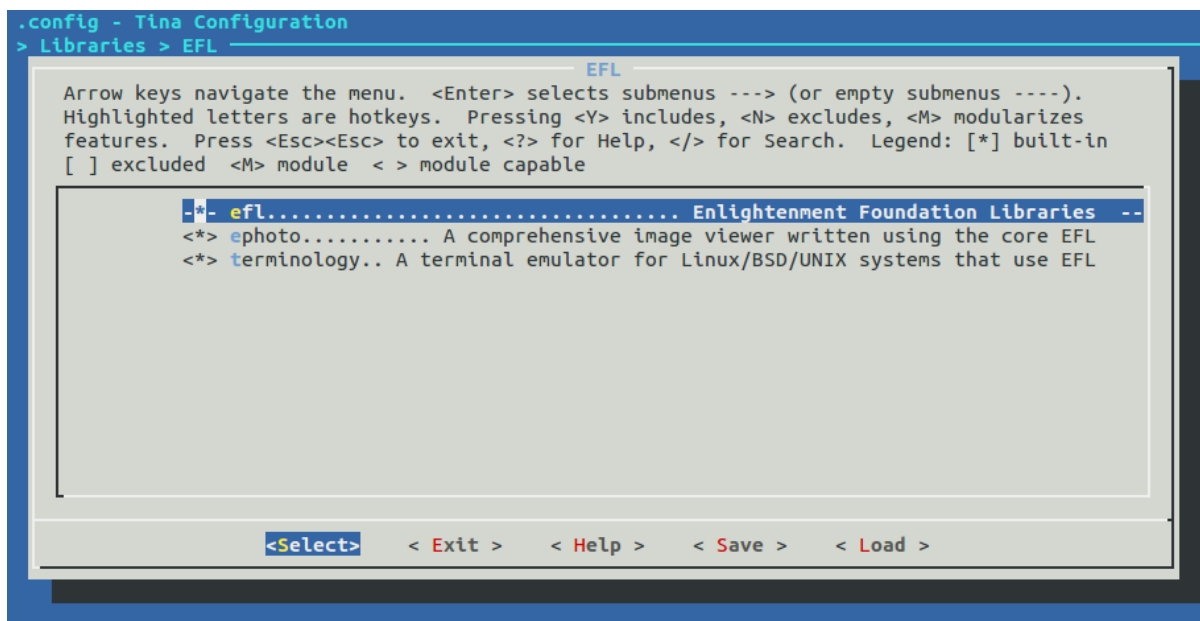 .config - Tina Configuration
> Libraries > EFL
EFL
Arrow keys navigate the menu.  <Enter> selects submenus ---> (or empty submenus ----).
Highlighted letters are hotkeys.  Pressing <Y> includes, <N> excludes, <M> modularizes
features.  Press <Esc><Esc> to exit, <?> for Help, </> for Search.  Legend: [*] built-in
[ ] excluded  <M> module  < > module capable
-*- efl................................... Enlightenment Foundation Libraries  --
<*> ephoto........... A comprehensive image viewer written using the core EFL
<*> terminology.. A terminal emulator for Linux/BSD/UNIX systems that use EFL
<Select>    < Exit >    < Help >    < Save >    < Load >